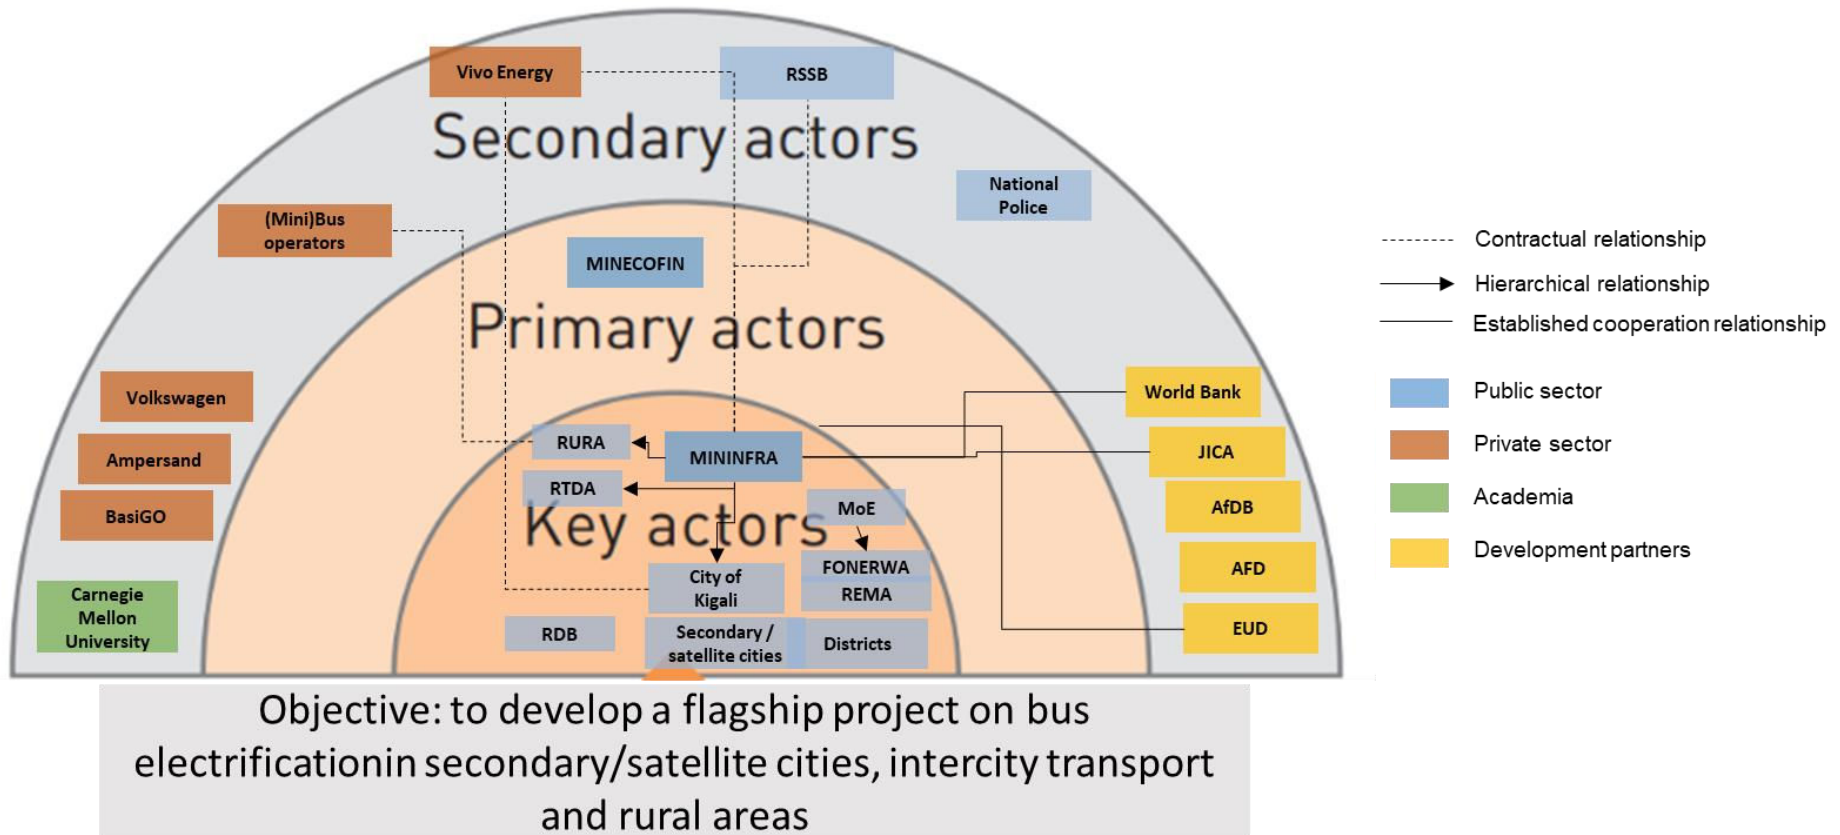 Vivo Energy
RSSB
Secondary actors
National
Police
(Mini)Bus
operators
MINECOFIN
Primary actors
Volkswagen
Ampersand
BasiGO
Carnegie
Mellon
University
World Bank
JICA
AfDB
AFD
EUD
RURA
MININFRA
RTDA
Key actors
MoE
FONERWA
REMA
City of
Kigali
RDB
Secondary /
satellite cities
Districts
Contractual relationship
Hierarchical relationship
Established cooperation relationship
Public sector
Private sector
Academia
Development partners
Objective: to develop a flagship project on bus
electrificationin secondary/satellite cities, intercity transport
and rural areas